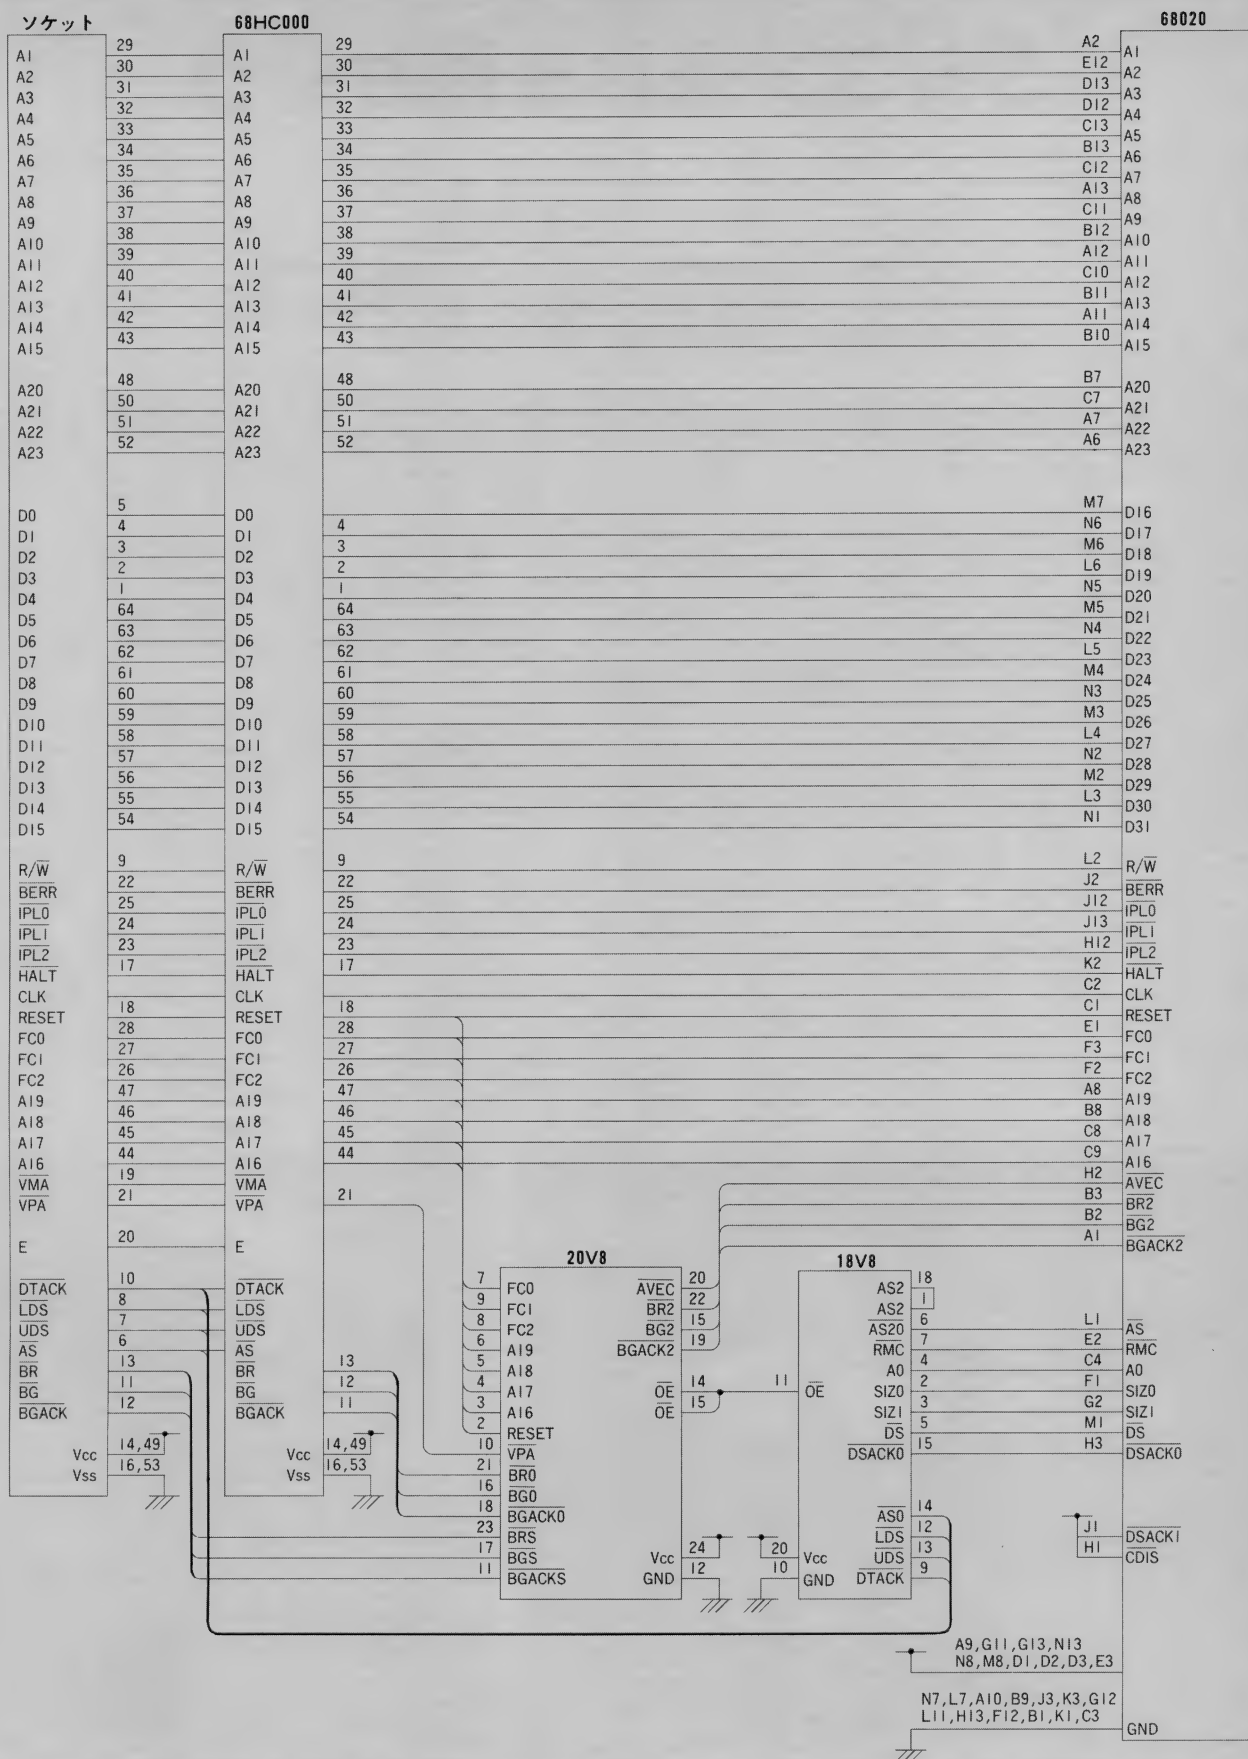 ソケット 68HC000 68020
A1 29 A1 29 A2 A1
A2 30 A2 30 E12 A2
A3 31 A3 31 D13 A3
A4 32 A4 32 D12 A4
A5 33 A5 33 C13 A5
A6 34 A6 34 B13 A6
A7 35 A7 35 C12 A7
A8 36 A8 36 A13 A8
A9 37 A9 37 C11 A9
A10 38 A10 38 B12 A10
A11 39 A11 39 A12 A11
A12 40 A12 40 C10 A12
A13 41 A13 41 B11 A13
A14 42 A14 42 A11 A14
A15 43 A15 43 B10 A15
A20 48 A20 48 B7 A20
A21 50 A21 50 C7 A21
A22 51 A22 51 A7 A22
A23 52 A23 52 A6 A23
D0 5 D0 M7 D16
D1 4 D1 4 N6 D17
D2 3 D2 3 M6 D18
D3 2 D3 2 L6 D19
D4 1 D4 1 N5 D20
D5 64 D5 64 M5 D21
D6 63 D6 63 N4 D22
D7 62 D7 62 L5 D23
D8 61 D8 61 M4 D24
D9 60 D9 60 N3 D25
D10 59 D10 59 M3 D26
D11 58 D11 58 L4 D27
D12 57 D12 57 N2 D28
D13 56 D13 56 M2 D29
D14 55 D14 55 L3 D30
D15 54 D15 54 N1 D31
R/W̅ 9 R/W̅ 9 L2 R/W̅
BERR 22 BERR 22 J2 BERR
IPL0 25 IPL0 25 J12 IPL0
IPL1 24 IPL1 24 J13 IPL1
IPL2 23 IPL2 23 H12 IPL2
HALT 17 HALT 17 K2 HALT
CLK CLK C2 CLK
RESET 18 RESET 18 C1 RESET
FC0 28 FC0 28 E1 FC0
FC1 27 FC1 27 F3 FC1
FC2 26 FC2 26 F2 FC2
A19 47 A19 47 A8 A19
A18 46 A18 46 B8 A18
A17 45 A17 45 C8 A17
A16 44 A16 44 C9 A16
VMA 19 VMA H2 AVEC
VPA 21 VPA 21 B3 BR2
B2 BG2
E 20 E A1 BGACK2
20V8 18V8
DTACK 10 DTACK 7 FC0 AVEC 20 AS2 18
LDS 8 LDS 9 FC1 BR2 22 AS2 1
UDS 7 UDS 8 FC2 BG2 15 AS20 6 L1 AS
AS 6 AS 6 A19 BGACK2 19 RMC 7 E2 RMC
BR 13 BR 13 5 A18 A0 4 C4 A0
BG 11 BG 12 4 A17 OE 14 11 OE SIZ0 2 F1 SIZ0
BGACK 12 BGACK 11 3 A16 OE 15 SIZ1 3 G2 SIZ1
2 RESET DS 5 M1 DS
Vcc 14,49 Vcc 14,49 10 VPA DSACK0 15 H3 DSACK0
Vss 16,53 Vss 16,53 21 BR0
16 BG0
18 BGACK0 AS0 14
23 BRS LDS 12 J1 DSACK1
17 BGS Vcc 24 20 Vcc UDS 13 H1 CDIS
11 BGACKS GND 12 10 GND DTACK 9
A9,G11,G13,N13
N8,M8,D1,D2,D3,E3
N7,L7,A10,B9,J3,K3,G12
L11,H13,F12,B1,K1,C3 GND